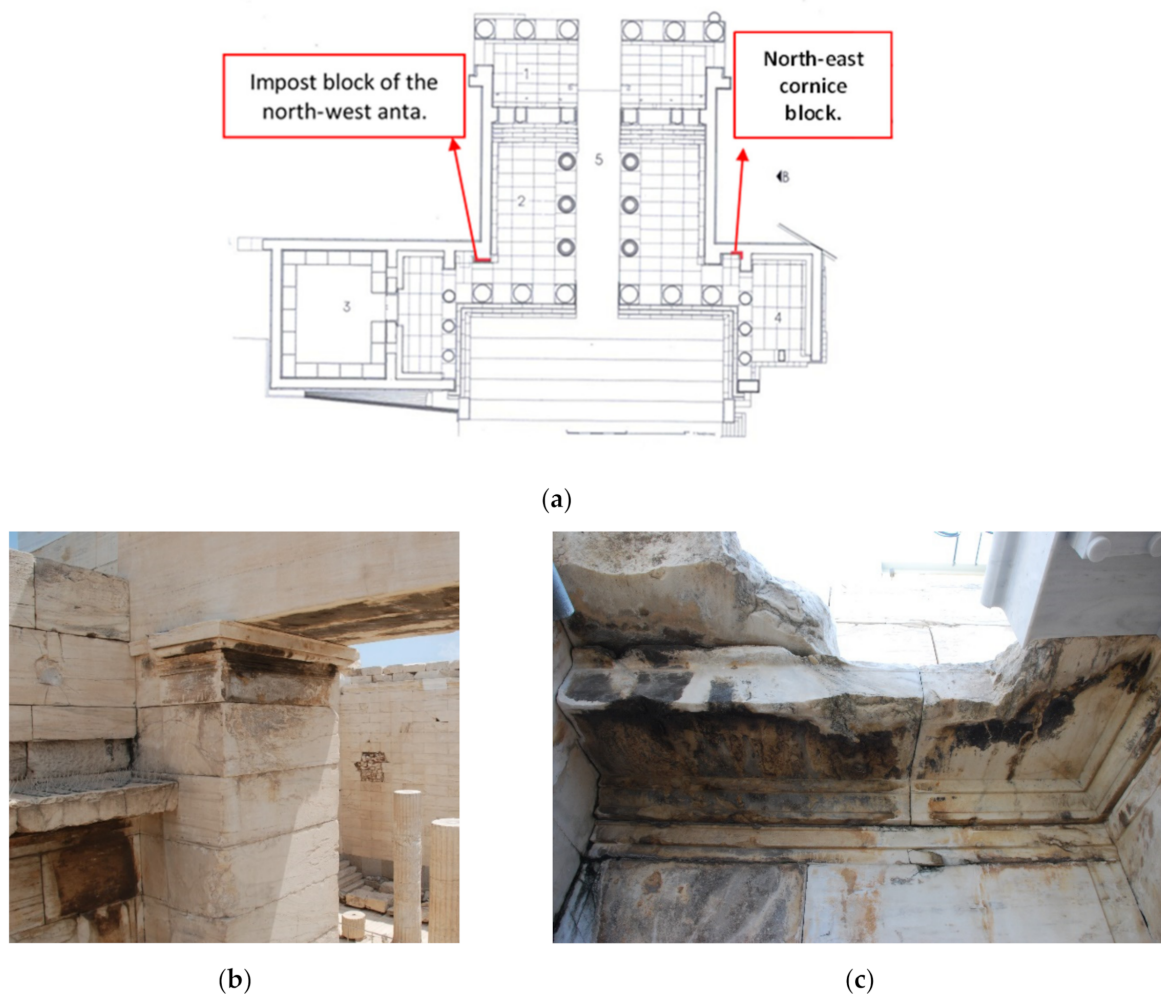 Impost block of the
north-west anta.
North-east
cornice
block.
1
5
B
2
3
4
(a)
(b)
(c)